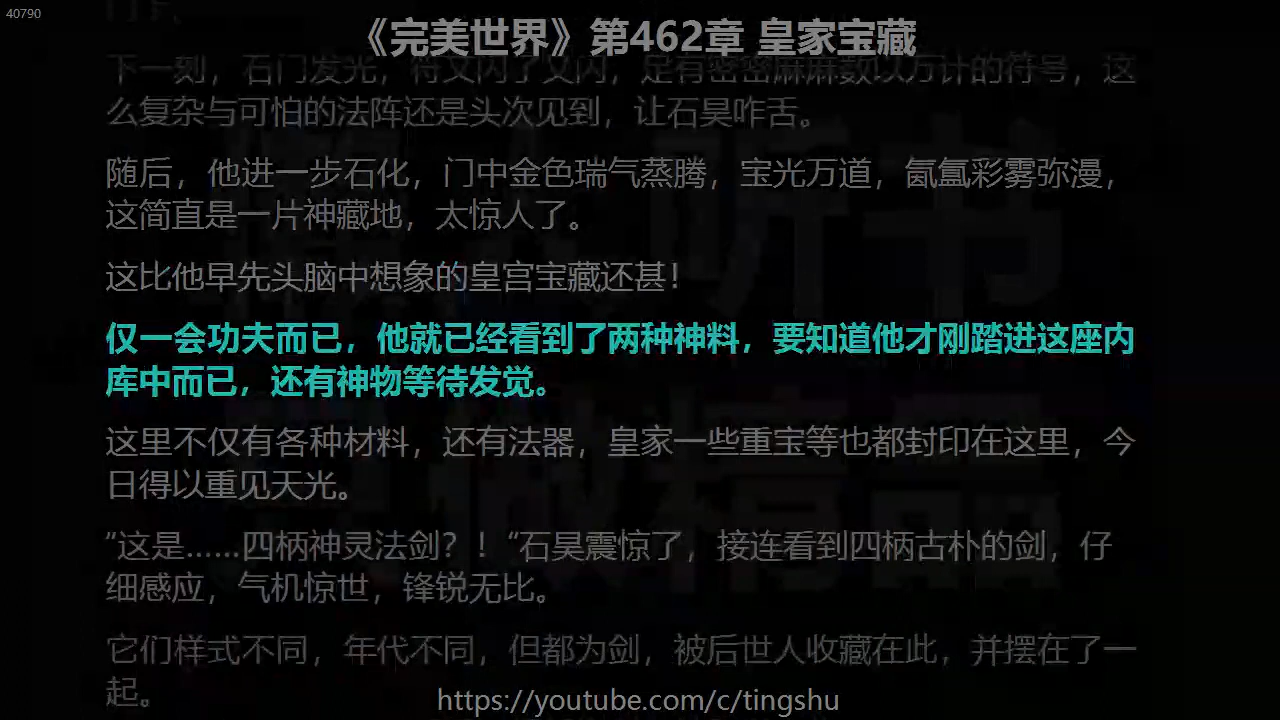 40790
《完美世界》第462章 皇家宝藏
下一刻，石门发光，符文闪了又闪，足有密密麻麻数以万计的符号，这
么复杂与可怕的法阵还是头次见到，让石昊咋舌。
随后，他进一步石化，门中金色瑞气蒸腾，宝光万道，氤氲彩雾弥漫，
这简直是一片神藏地，太惊人了。
这比他早先头脑中想象的皇宫宝藏还甚！
仅一会功夫而已，他就已经看到了两种神料，要知道他才刚踏进这座内
库中而已，还有神物等待发觉。
这里不仅有各种材料，还有法器，皇家一些重宝等也都封印在这里，今
日得以重见天光。
”这是……四柄神灵法剑？！“石昊震惊了，接连看到四柄古朴的剑，仔
细感应，气机惊世，锋锐无比。
它们样式不同，年代不同，但都为剑，被后世人收藏在此，并摆在了一
起。
https://youtube.com/c/tingshu